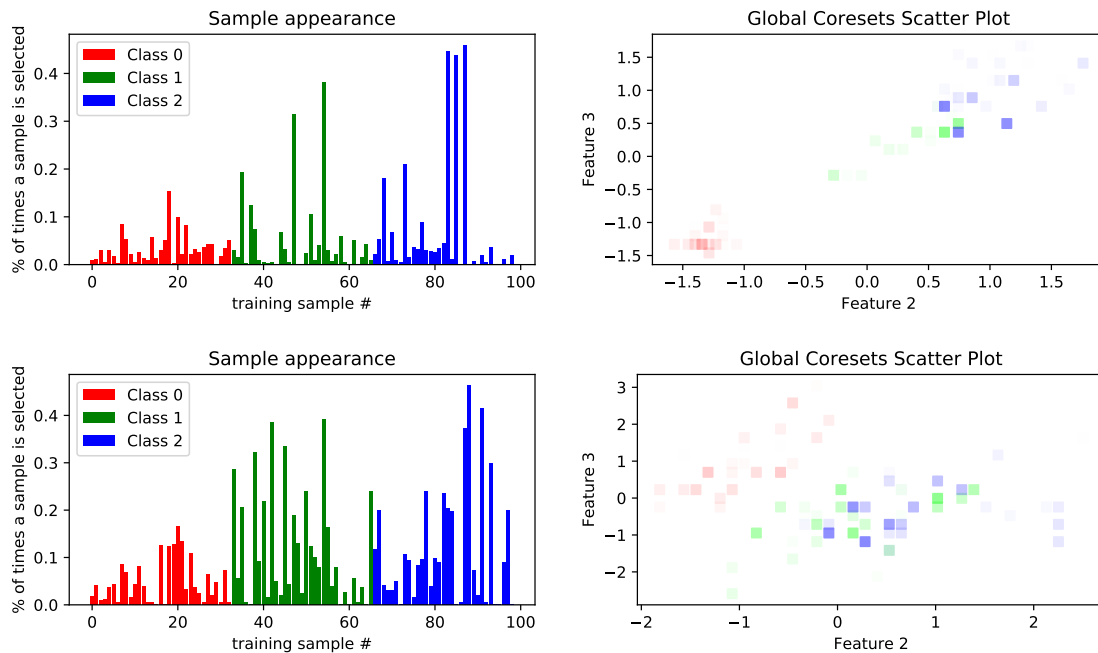 Sample appearance
% of times a sample is selected
0.4
0.3
0.2
0.1
0.0
Class 0
Class 1
Class 2
0 20 40 60 80 100
training sample #
Global Coresets Scatter Plot
Feature 3
1.5
1.0
0.5
0.0
−0.5
−1.0
−1.5
−1.5 −1.0 −0.5 0.0 0.5 1.0 1.5
Feature 2
Sample appearance
% of times a sample is selected
0.4
0.3
0.2
0.1
0.0
Class 0
Class 1
Class 2
0 20 40 60 80 100
training sample #
Global Coresets Scatter Plot
Feature 3
3
2
1
0
−1
−2
−2 −1 0 1 2
Feature 2